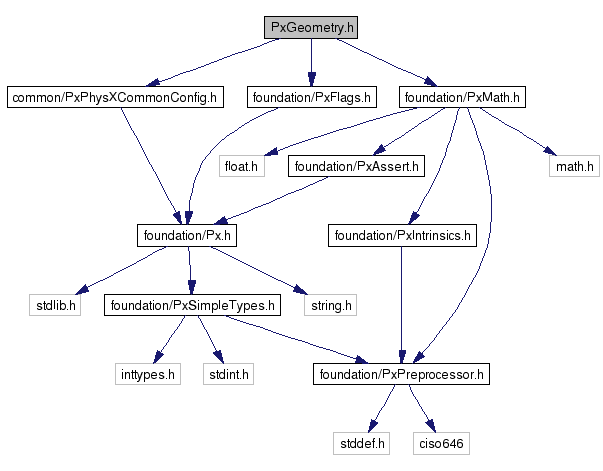 PxGeometry.h
common/PxPhysXCommonConfig.h
foundation/PxFlags.h
foundation/PxMath.h
float.h
foundation/PxAssert.h
math.h
foundation/Px.h
foundation/PxIntrinsics.h
stdlib.h
foundation/PxSimpleTypes.h
string.h
inttypes.h
stdint.h
foundation/PxPreprocessor.h
stddef.h
ciso646